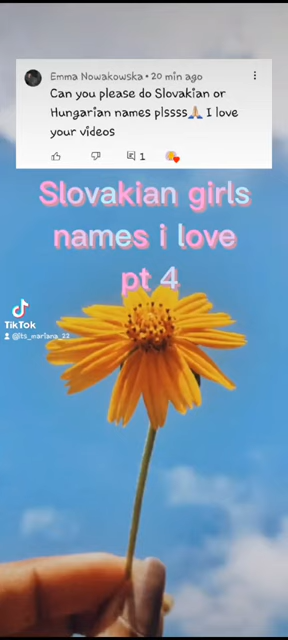 Emma Nowakowska • 20 min ago
Can you please do Slovakian or
Hungarian names plssss🙏🏼 I love
your videos
1
Slovakian girls
names i love
pt 4
TikTok
@its_mariana_22